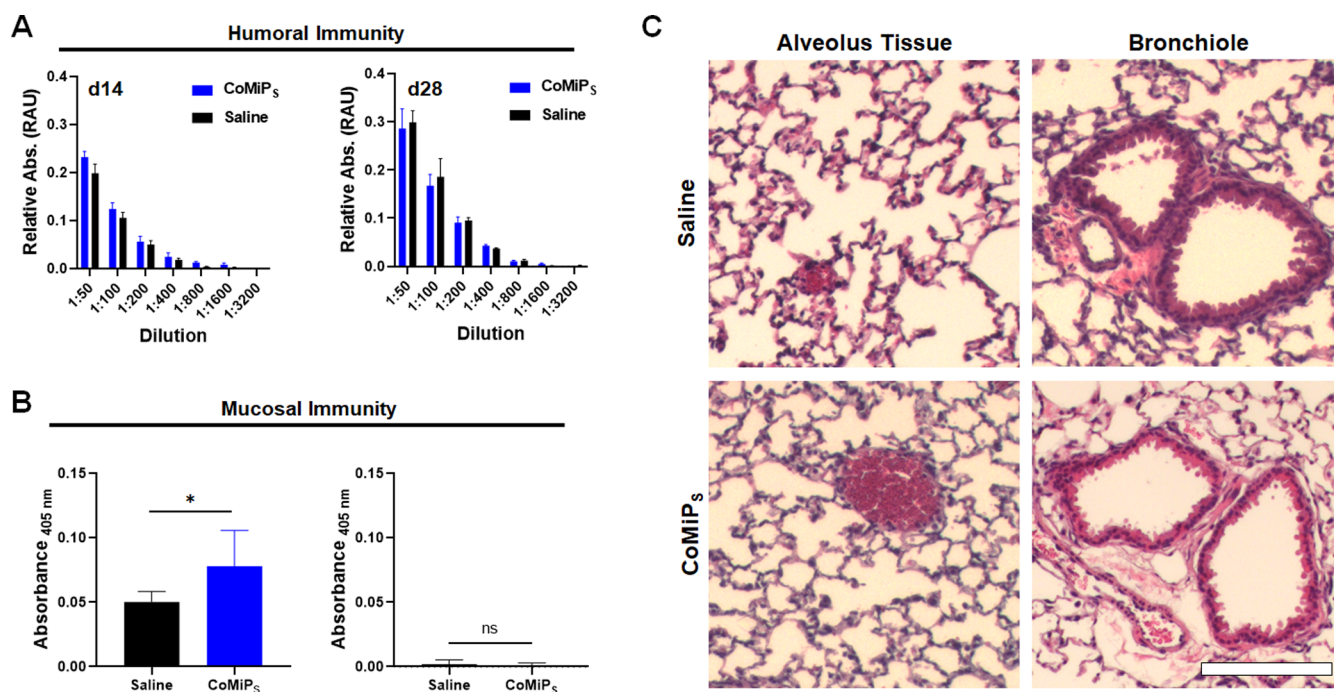 A
Humoral Immunity
d14
CoMiPS
Saline
Relative Abs. (RAU)
0.4
0.3
0.2
0.1
0.0
1:50
1:100
1:200
1:400
1:800
1:1600
1:3200
Dilution
d28
CoMiPS
Saline
Relative Abs. (RAU)
0.4
0.3
0.2
0.1
0.0
1:50
1:100
1:200
1:400
1:800
1:1600
1:3200
Dilution
B
Mucosal Immunity
Absorbance 405 nm
0.15
0.10
0.05
0.00
*
Saline
CoMiPS
Absorbance 405 nm
0.15
0.10
0.05
0.00
ns
Saline
CoMiPS
C
Alveolus Tissue
Bronchiole
Saline
CoMiPS